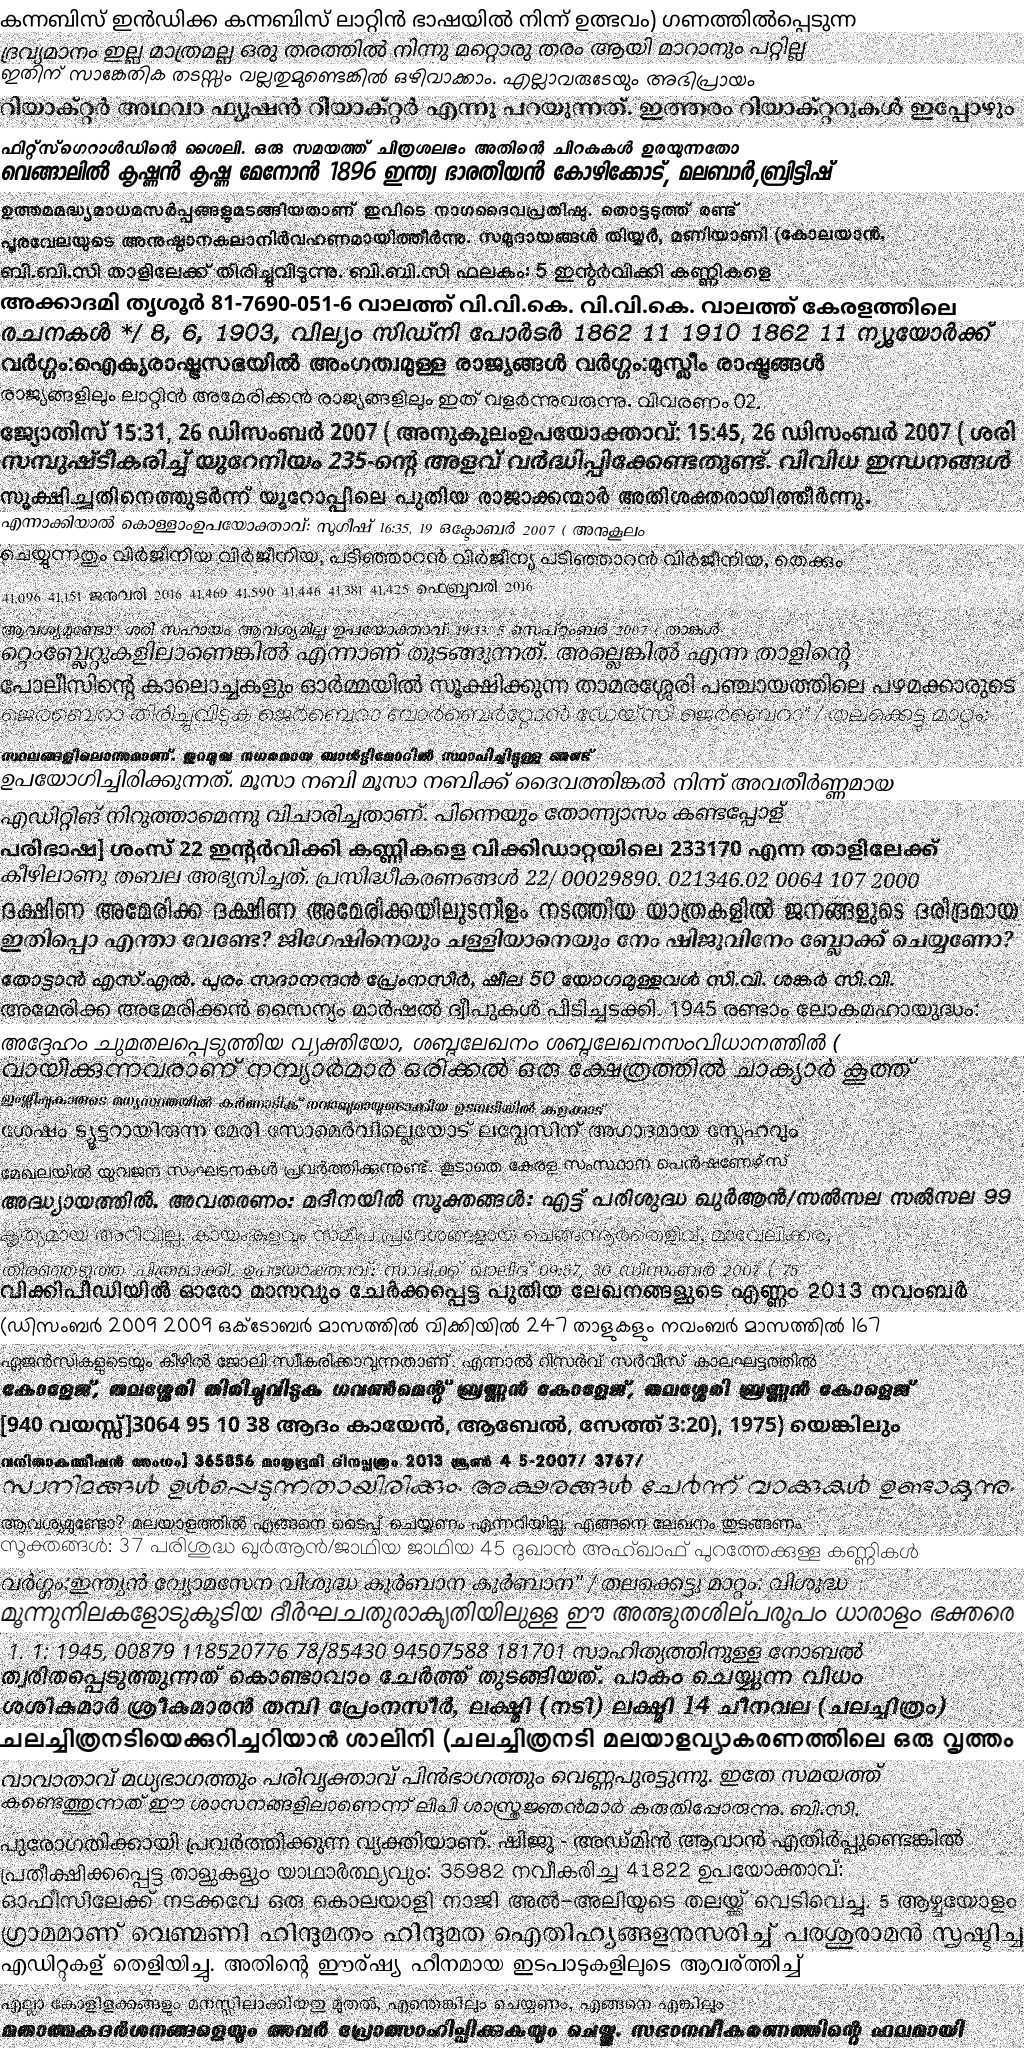 കന്നബിസ് ഇൻഡിക്ക കന്നബിസ് ലാറ്റിൻ ഭാഷയിൽ നിന്ന് ഉത്ഭവം) ഗണത്തിൽപ്പെടുന്ന
ദ്രവ്യമാനം ഇല്ല മാത്രമല്ല ഒരു തരത്തിൽ നിന്നു മറ്റൊരു തരം ആയി മാറാനും പറ്റില്ല
ഇതിന് സാങ്കേതിക തടസ്സം വല്ലതുമുണ്ടെങ്കിൽ ഒഴിവാക്കാം. എല്ലാവരുടേയും അഭിപ്രായം
റിയാക്റ്റർ അഥവാ ഫ്യൂഷൻ റിയാക്റ്റർ എന്നു പറയുന്നത്. ഇത്തരം റിയാക്റ്ററുകൾ ഇപ്പോഴും
ഫിറ്റ്സ്ഗെറാൾഡിന്റെ ശൈലി. ഒരു സമയത്ത് ചിത്രശലഭം അതിന്റെ ചിറകുകൾ ഉരയുന്നതോ
വെങ്ങാലിൽ കൃഷ്ണൻ കൃഷ്ണ മേനോൻ 1896 ഇന്ത്യ ഭാരതീയൻ കോഴിക്കോട്, മലബാർ,ബ്രിട്ടീഷ്
ഉത്തമമദ്ധ്യമാധമസർപ്പങ്ങളുമടങ്ങിയതാണ് ഇവിടെ നാഗദൈവപ്രതിഷ്ഠ. തൊട്ടടുത്ത് രണ്ട്
പൂരവേലയുടെ അനുഷ്ഠാനകലാനിർവഹണമായിത്തീർന്നു. സമുദായങ്ങൾ തിയ്യർ, മണിയാണി (കോലയാൻ,
ബി.ബി.സി താളിലേക്ക് തിരിച്ചുവിടുന്നു. ബി.ബി.സി ഫലകം: 5 ഇന്റർവിക്കി കണ്ണികളെ
അക്കാദമി തൃശൂർ 81-7690-051-6 വാലത്ത് വി.വി.കെ. വി.വി.കെ. വാലത്ത് കേരളത്തിലെ
രചനകൾ */ 8, 6, 1903, വില്യം സിഡ്നി പോർടർ 1862 11 1910 1862 11 ന്യൂയോർക്ക്
വർഗ്ഗം:ഐക്യരാഷ്ട്രസഭയിൽ അംഗത്വമുള്ള രാജ്യങ്ങൾ വർഗ്ഗം:മുസ്ലീം രാഷ്ട്രങ്ങൾ
രാജ്യങ്ങളിലും ലാറ്റിൻ അമേരിക്കൻ രാജ്യങ്ങളിലും ഇത് വളർന്നുവരുന്നു. വിവരണം 02.
ജ്യോതിസ് 15:31, 26 ഡിസംബർ 2007 ( അനുകൂലംഉപയോക്താവ്: 15:45, 26 ഡിസംബർ 2007 ( ശരി
സമ്പുഷ്ടീകരിച്ച് യുറേനിയം 235-ന്റെ അളവ് വർദ്ധിപ്പിക്കേണ്ടതുണ്ട്. വിവിധ ഇന്ധനങ്ങൾ
സൂക്ഷിച്ചതിനെത്തുടർന്ന് യൂറോപ്പിലെ പുതിയ രാജാക്കന്മാർ അതിശക്തരായിത്തീർന്നു.
എന്നാക്കിയാൽ കൊള്ളാംഉപയോക്താവ്: സുഗീഷ് 16:35, 19 ഒക്ടോബർ 2007 ( അനുകൂലം
ചെയ്യുന്നതും വിർജീനിയ വിർജീനിയ, പടിഞ്ഞാറൻ വിർജീന്യ പടിഞ്ഞാറൻ വിർജീനിയ, തെക്കും
41,096 41,151 ജനുവരി 2016 41,469 41,590 41,446 41,381 41,425 ഫെബ്രുവരി 2016
ആവശ്യമുണ്ടോ? ശരി സഹായം ആവശ്യമില്ല ഉപയോക്താവ്: 19:33, 5 സെപ്റ്റംബർ 2007 ( താങ്കൾ
റ്റെംബ്ലേറ്റുകളിലാണെങ്കിൽ എന്നാണ് തുടങ്ങുന്നത്. അല്ലെങ്കിൽ എന്ന താളിന്റെ
പോലീസിന്റെ കാലൊച്ചകളും ഓർമ്മയിൽ സൂക്ഷിക്കുന്ന താമരശ്ശേരി പഞ്ചായത്തിലെ പഴമക്കാരുടെ
ജെർബെറാ തിരിച്ചുവിടുക ജെർബെറാ ബാർബെർറ്റോൻ ഡേയ്സി ജെർബെറാ" / തലക്കെട്ടു മാറ്റം:
സ്ഥലങ്ങളിലൊന്നുമാണ്. തുറമുഖ നഗരമായ ബാൾട്ടിമോറിൽ സ്ഥാപിച്ചിട്ടുള്ള രണ്ട്
ഉപയോഗിച്ചിരിക്കുന്നത്. മൂസാ നബി മൂസാ നബിക്ക് ദൈവത്തിങ്കൽ നിന്ന് അവതീർണ്ണമായ
എഡിറ്റിങ് നിറുത്താമെന്നു വിചാരിച്ചതാണ്. പിന്നെയും തോന്ന്യാസം കണ്ടപ്പോള്
പരിഭാഷ] ശംസ് 22 ഇന്റർവിക്കി കണ്ണികളെ വിക്കിഡാറ്റയിലെ 233170 എന്ന താളിലേക്ക്
കീഴിലാണു തബല അഭ്യസിച്ചത്. പ്രസിദ്ധീകരണങ്ങൾ 22/ 00029890. 021346.02 0064 107 2000
ദക്ഷിണ അമേരിക്ക ദക്ഷിണ അമേരിക്കയിലൂടനീളം നടത്തിയ യാത്രകളിൽ ജനങ്ങളുടെ ദരിദ്രമായ
ഇതിപ്പൊ എന്താ വേണ്ടേ? ജിഗേഷിനെയും ചള്ളിയാനെയും നേം ഷിജുവിനേം ബ്ലോക്ക് ചെയ്യണോ?
തോട്ടാൻ എസ്.എൽ. പുരം സദാനന്ദൻ പ്രേംനസീർ, ഷീല 50 യോഗമുള്ളവൾ സി.വി. ശങ്കർ സി.വി.
അമേരിക്ക അമേരിക്കൻ സൈന്യം മാർഷൽ ദ്വീപുകൾ പിടിച്ചടക്കി. 1945 രണ്ടാം ലോകമഹായുദ്ധം:
അദ്ദേഹം ചുമതലപ്പെടുത്തിയ വ്യക്തിയോ, ശബ്ദലേഖനം ശബ്ദലേഖനസംവിധാനത്തിൽ (
വായിക്കുന്നവരാണ് നമ്പ്യാർമാർ ഒരിക്കൽ ഒരു ക്ഷേത്രത്തിൽ ചാക്യാർ കൂത്ത്
ഇംഗ്ലീഷുകാരുടെ മധ്യസ്ഥതയിൽ കർണാടിക് നവാബുമായുണ്ടാക്കിയ ഉടമ്പടിയിൽ കളക്കാട്
ശേഷം ട്യൂട്ടറായിരുന്ന മേരി സോമെർവില്ലെയോട് ലവ്ലേസിന് അഗാദമായ സ്നേഹവും
മേഖലയിൽ യുവജന സംഘടനകൾ പ്രവർത്തിക്കുന്നുണ്ട്. കൂടാതെ കേരള സംസ്ഥാന പെൻഷണേഴ്സ്
അദ്ധ്യായത്തിൽ. അവതരണം: മദീനയിൽ സൂക്തങ്ങൾ: എട്ട് പരിശുദ്ധ ഖുർആൻ/സൽസല സൽസല 99
കൃത്യമായ അറിവില്ല. കായംകുളവും സമീപ പ്രദേശങ്ങളായ ചെങ്ങന്നൂർതെളിവ്, മാവേലിക്കര,
തിരഞ്ഞെടുത്ത ചിത്രമാക്കി. ഉപയോക്താവ്: സാദിക്ക് ഖാലിദ് 09:57, 30 ഡിസംബർ 2007 ( 75
വിക്കിപീഡിയിൽ ഓരോ മാസവും ചേർക്കപ്പെട്ട പുതിയ ലേഖനങ്ങളുടെ എണ്ണം 2013 നവംബർ
(ഡിസംബർ 2009 2009 ഒക്ടോബർ മാസത്തിൽ വിക്കിയിൽ 247 താളുകളും നവംബർ മാസത്തിൽ 167
ഏജൻസികളുടെയും കീഴിൽ ജോലി സ്വീകരിക്കാവുന്നതാണ്. എന്നാൽ റിസർവ് സർവീസ് കാലഘട്ടത്തിൽ
കോളേജ്, തലശ്ശേരി തിരിച്ചുവിടുക ഗവൺമെന്റ് ബ്രണ്ണൻ കോളേജ്, തലശ്ശേരി ബ്രണ്ണൻ കോളെജ്
[940 വയസ്സ്]3064 95 10 38 ആദം കായേൻ, ആബേൽ, സേത്ത് 3:20), 1975) യെങ്കിലും
വനിതാകമ്മീഷൻ അംഗം] 365856 മാതൃഭൂമി ദിനപ്പത്രം 2013 ജൂൺ 4 5-2007/ 3767/
സ്വനിമങ്ങൾ ഉൾപ്പെടുന്നതായിരിക്കും. അക്ഷരങ്ങൾ ചേർന്ന് വാക്കുകൾ ഉണ്ടാകുന്നു.
ആവശ്യമുണ്ടോ? മലയാളത്തിൽ എങ്ങനെ ടൈപ്പ് ചെയ്യണം എന്നറിയില്ല. എങ്ങനെ ലേഖനം തുടങ്ങണം
സൂക്തങ്ങൾ: 37 പരിശുദ്ധ ഖുർആൻ/ജാഥിയ ജാഥിയ 45 ദുഖാൻ അഹ്ഖാഫ് പുറത്തേക്കുള്ള കണ്ണികൾ
വർഗ്ഗം:ഇന്ത്യൻ വ്യോമസേന വിശുദ്ധ കുർബാന കുർബാന" / തലക്കെട്ടു മാറ്റം: വിശുദ്ധ
മൂന്നുനിലകളോടുകൂടിയ ദീർഘചതുരാകൃതിയിലുള്ള ഈ അത്ഭുതശില്പരൂപം ധാരാളം ഭക്തരെ
1. 1: 1945, 00879 118520776 78/85430 94507588 181701 സാഹിത്യത്തിനുള്ള നോബൽ
ത്വരിതപ്പെടുത്തുന്നത് കൊണ്ടാവാം ചേർത്ത് തുടങ്ങിയത്. പാകം ചെയ്യുന്ന വിധം
ശശികുമാർ ശ്രീകുമാരൻ തമ്പി പ്രേംനസീർ, ലക്ഷ്മി (നടി) ലക്ഷ്മി 14 ചീനവല (ചലച്ചിത്രം)
ചലച്ചിത്രനടിയെക്കുറിച്ചറിയാൻ ശാലിനി (ചലച്ചിത്രനടി മലയാളവ്യാകരണത്തിലെ ഒരു വൃത്തം
വാവാതാവ് മധ്യഭാഗത്തും പരിവൃക്താവ് പിൻഭാഗത്തും വെണ്ണപുരട്ടുന്നു. ഇതേ സമയത്ത്
കണ്ടെത്തുന്നത് ഈ ശാസനങ്ങളിലാണെന്ന് ലിപി ശാസ്ത്രജ്ഞൻമാർ കരുതിപ്പോരുന്നു. ബി.സി.
പുരോഗതിക്കായി പ്രവർത്തിക്കുന്ന വ്യക്തിയാണ്. ഷിജു - അഡ്മിൻ ആവാൻ എതിർപ്പുണ്ടെങ്കിൽ
പ്രതീക്ഷിക്കപ്പെട്ട താളുകളും യാഥാർത്ഥ്യവും: 35982 നവീകരിച്ച 41822 ഉപയോക്താവ്:
ഓഫീസിലേക്ക് നടക്കവേ ഒരു കൊലയാളി നാജി അൽ-അലിയുടെ തലയ്ക്ക് വെടിവെച്ചു. 5 ആഴ്ചയോളം
ഗ്രാമമാണ് വെണ്മണി ഹിന്ദുമതം ഹിന്ദുമത ഐതിഹ്യങ്ങളനുസരിച്ച് പരശുരാമൻ സൃഷ്ടിച്ച
എഡിറ്റുകള് തെളിയിച്ചു. അതിന്റെ ഈര്ഷ്യ ഹീനമായ ഇടപാടുകളിലൂടെ ആവര്ത്തിച്ച്
എല്ലാ കോളിളക്കങ്ങളും മനസ്സിലാക്കിയതു മുതൽ, എന്തെങ്കിലും ചെയ്യണം, എങ്ങനെ എങ്കിലും
മതാത്മകദർശനങ്ങളെയും അവർ പ്രോത്സാഹിപ്പിക്കുകയും ചെയ്തു. സഭാനവീകരണത്തിന്റെ ഫലമായി